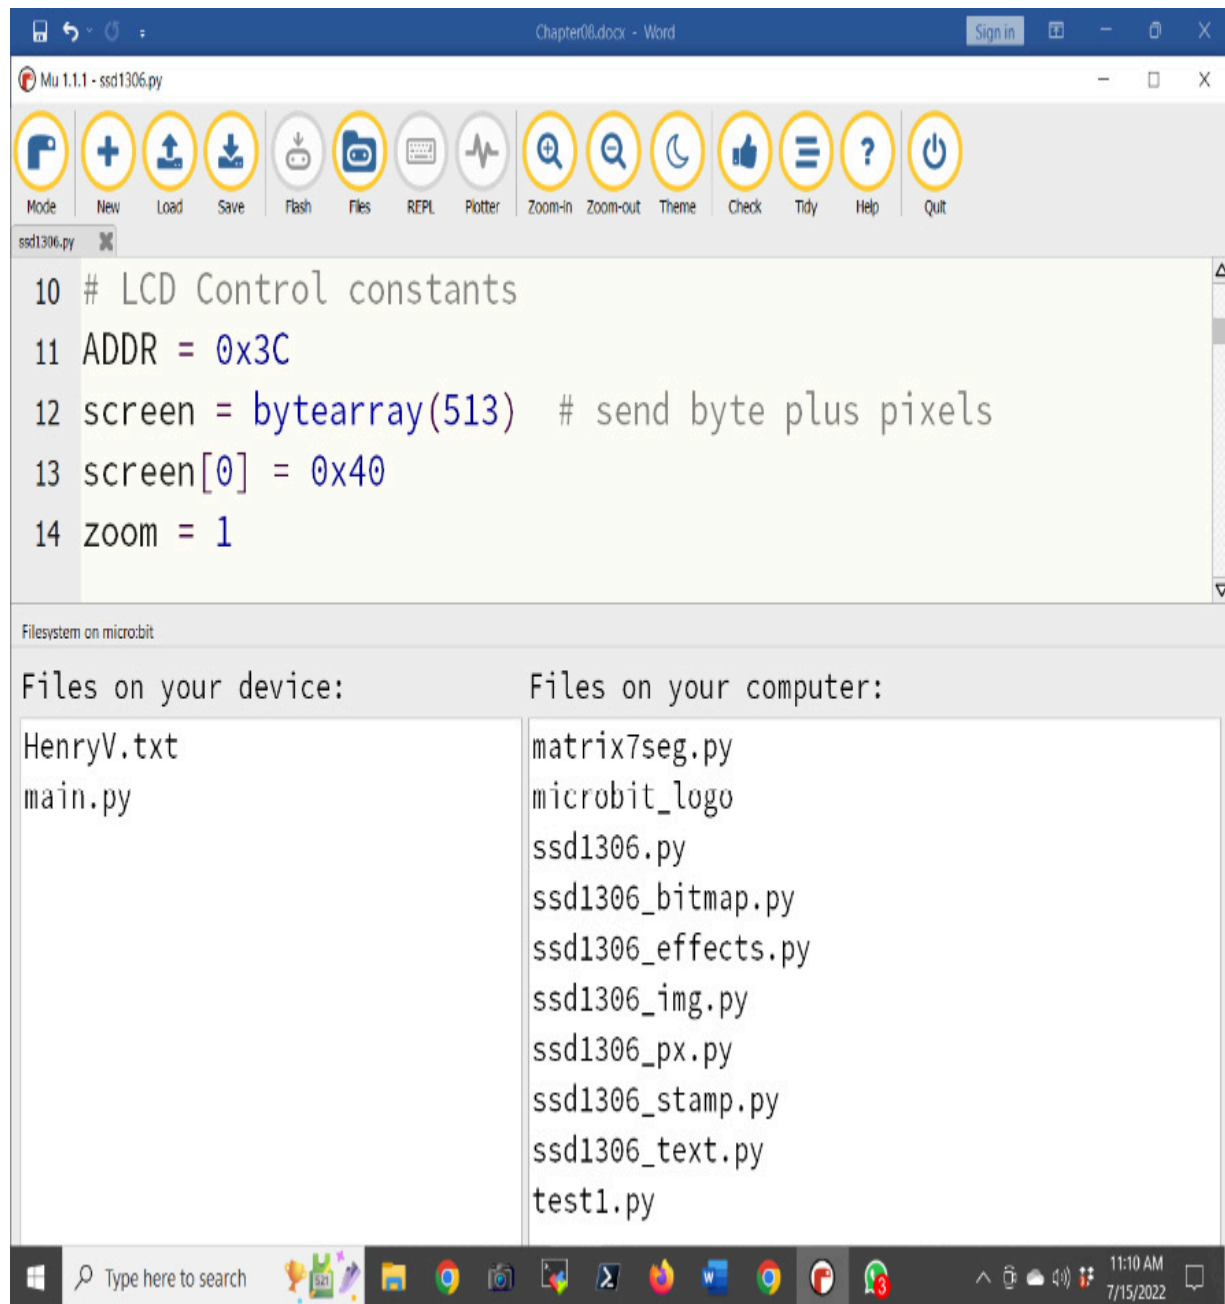 Chapter08.docx - Word
Sign in
Mu 1.1.1 - ssd1306.py
Mode New Load Save Flash Files REPL Plotter Zoom-in Zoom-out Theme Check Tidy Help Quit
ssd1306.py
10 # LCD Control constants
11 ADDR = 0x3C
12 screen = bytearray(513)  # send byte plus pixels
13 screen[0] = 0x40
14 zoom = 1
Filesystem on micro:bit
Files on your device:
HenryV.txt
main.py
Files on your computer:
matrix7seg.py
microbit_logo
ssd1306.py
ssd1306_bitmap.py
ssd1306_effects.py
ssd1306_img.py
ssd1306_px.py
ssd1306_stamp.py
ssd1306_text.py
test1.py
Type here to search
521
3
11:10 AM
7/15/2022